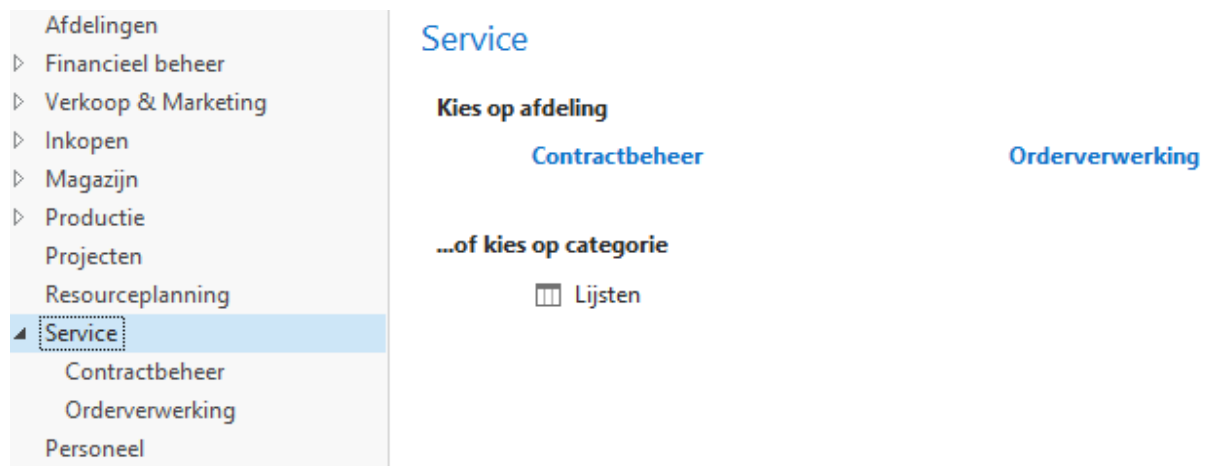 Afdelingen
Financieel beheer
Verkoop & Marketing
Inkopen
Magazijn
Productie
Projecten
Resourceplanning
Service
Contractbeheer
Orderverwerking
Personeel
Service
Kies op afdeling
Contractbeheer
Orderverwerking
...of kies op categorie
Lijsten